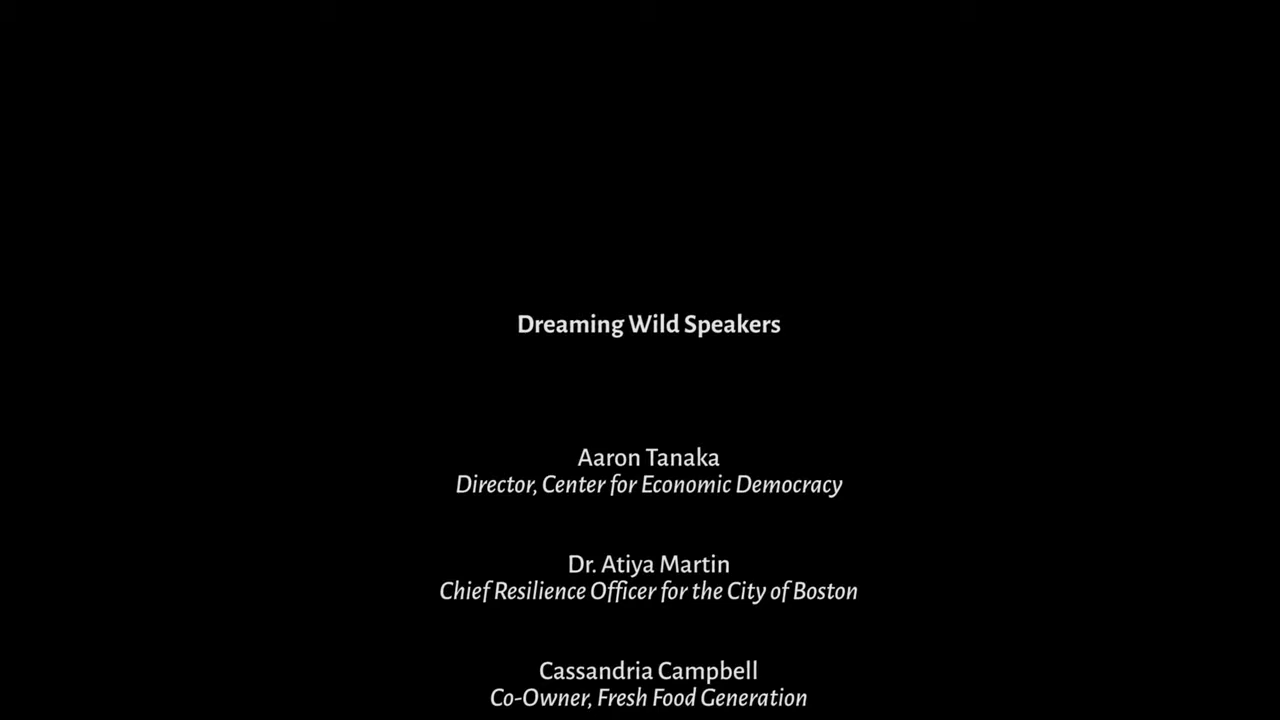 Dreaming Wild Speakers
Aaron Tanaka
Director, Center for Economic Democracy
Dr. Atiya Martin
Chief Resilience Officer for the City of Boston
Cassandria Campbell
Co-Owner, Fresh Food Generation